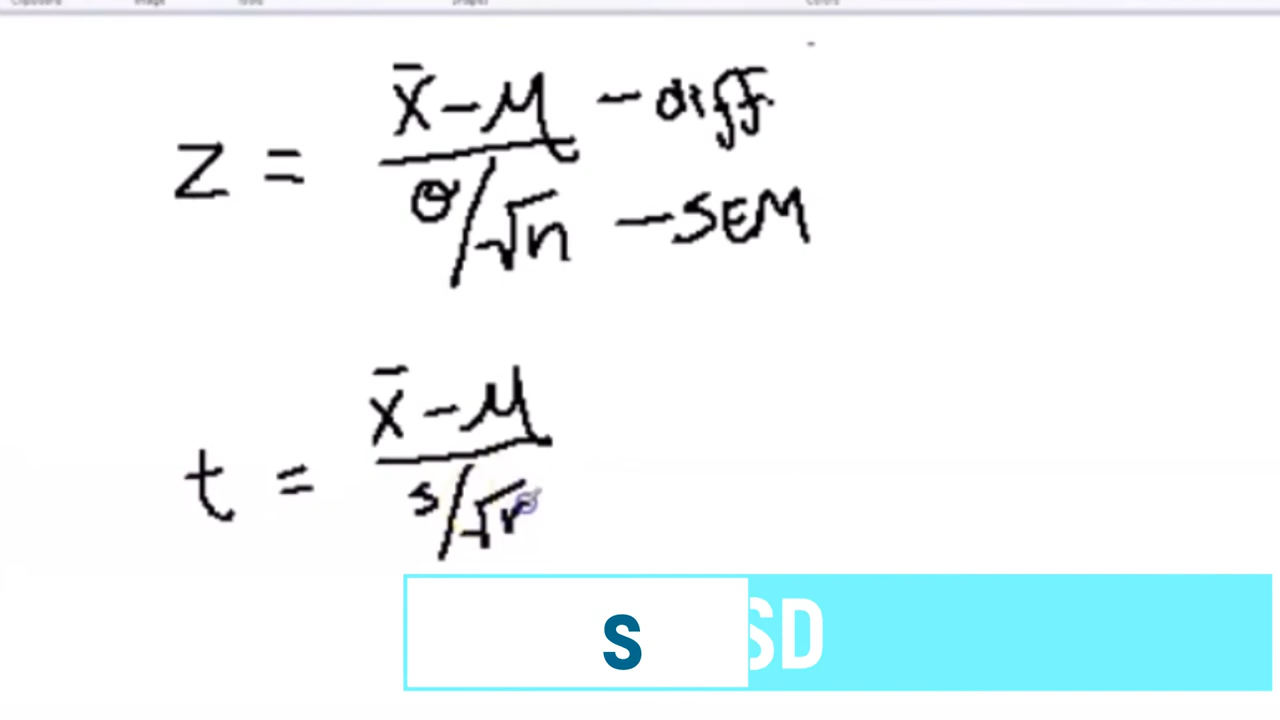 z = x̄ - μ / σ/√n - diff
- SEM
t = x̄ - μ / s/√
S SD